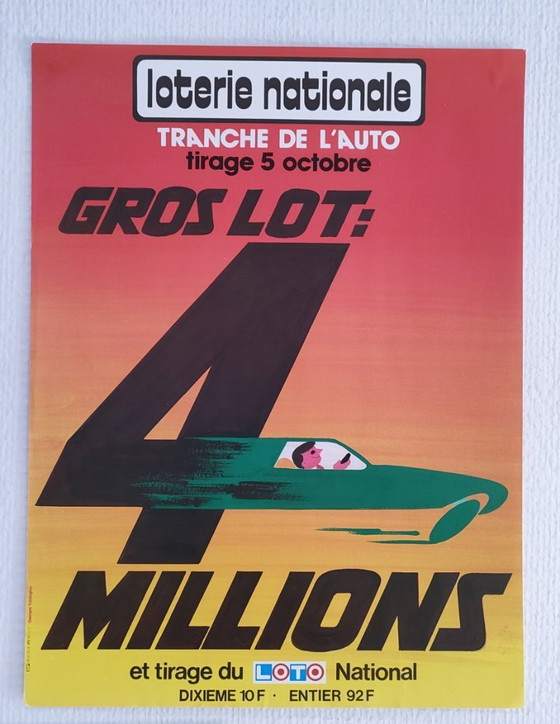 loterie nationale
TRANCHE DE L'AUTO
tirage 5 octobre
GROS LOT:
4
MILLIONS
et tirage du LOTO National
DIXIEME 10 F · ENTIER 92 F